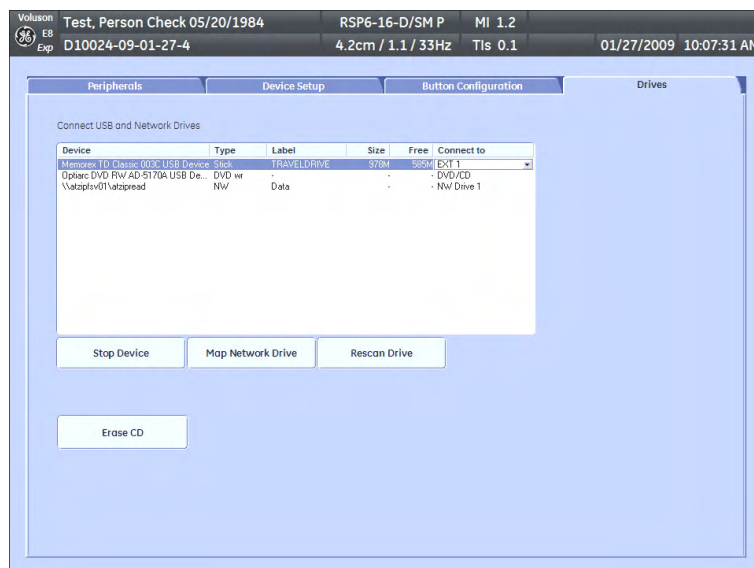 Voluson E8 Exp
Test, Person Check 05/20/1984 RSP6-16-D/SM P MI 1.2
D10024-09-01-27-4 4.2cm / 1.1 / 33Hz TIs 0.1 01/27/2009 10:07:31 AM
Peripherals Device Setup Button Configuration Drives
Connect USB and Network Drives
Device Type Label Size Free Connect to
Memorex TD Classic 003C USB Device Stick TRAVELDRIVE 978M 585M EXT 1
Optiarc DVD RW AD-5170A USB De... DVD wr - - - DVD/CD
\\atzipfsv01\atzipread NW Data - - NW Drive 1
Stop Device Map Network Drive Rescan Drive
Erase CD